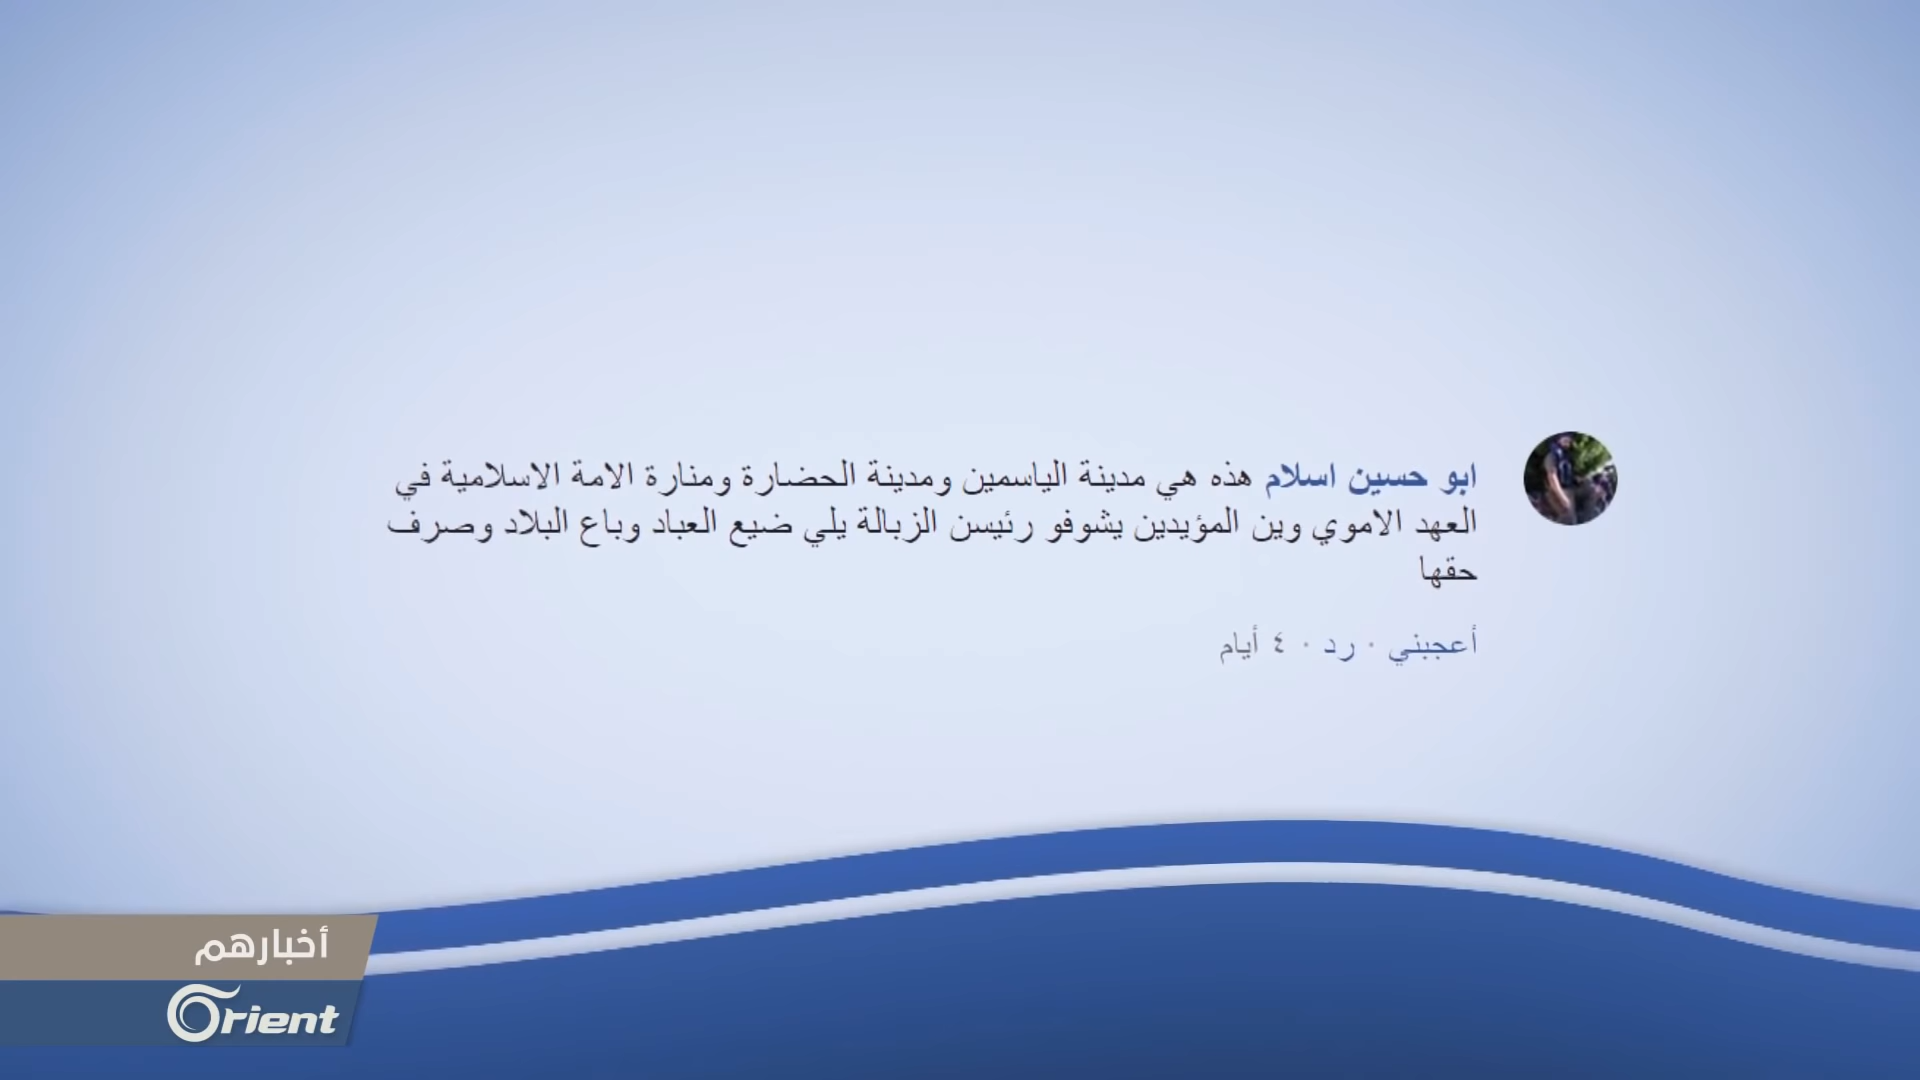 ابو حسين اسلام هذه هي مدينة الياسمين ومدينة الحضارة ومنارة الامة الاسلامية في
العهد الاموي وين المؤيدين يشوفو رئيسن الزبالة يلي ضيع العباد وباع البلاد وصرف
حقها
أعجبني · رد · ٤ أيام
أخبارهم
Orient